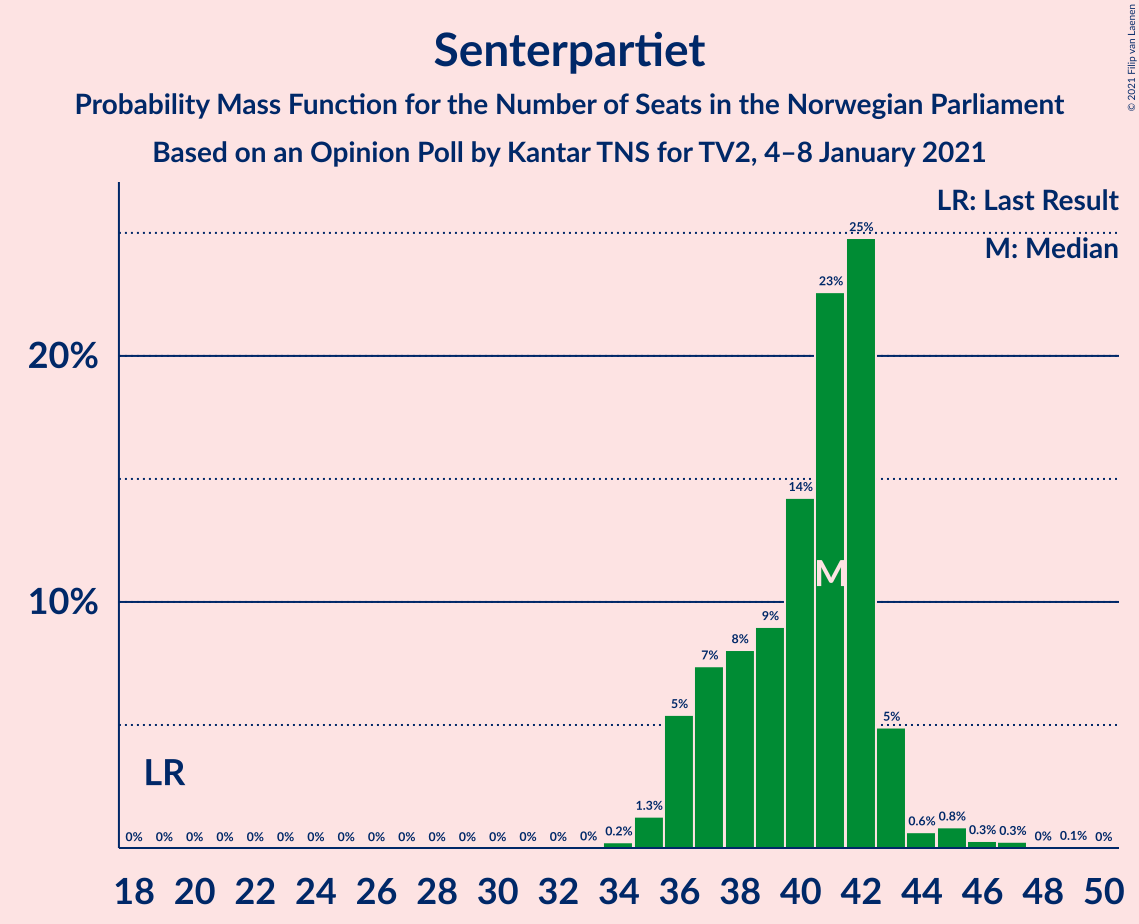 © 2021 Filip van Laenen
Senterpartiet
Probability Mass Function for the Number of Seats in the Norwegian Parliament
Based on an Opinion Poll by Kantar TNS for TV2, 4–8 January 2021
LR: Last Result
M: Median
25%
23%
20%
14%
M
10%
9%
8%
7%
5%
5%
LR
1.3%
0% 0% 0% 0% 0% 0% 0% 0% 0% 0% 0% 0% 0% 0% 0% 0% 0.2% 0.6% 0.8% 0.3% 0.3% 0% 0.1% 0%
18 20 22 24 26 28 30 32 34 36 38 40 42 44 46 48 50